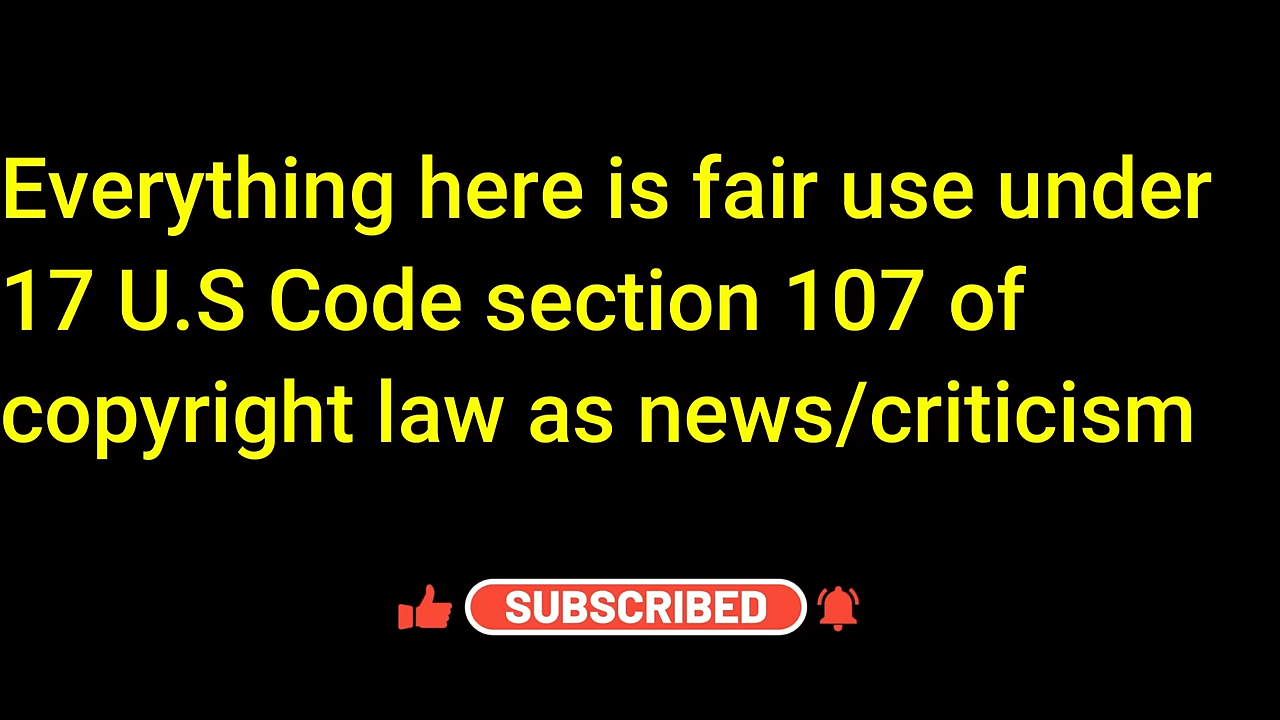 Everything here is fair use under
17 U.S Code section 107 of
copyright law as news/criticism
SUBSCRIBED